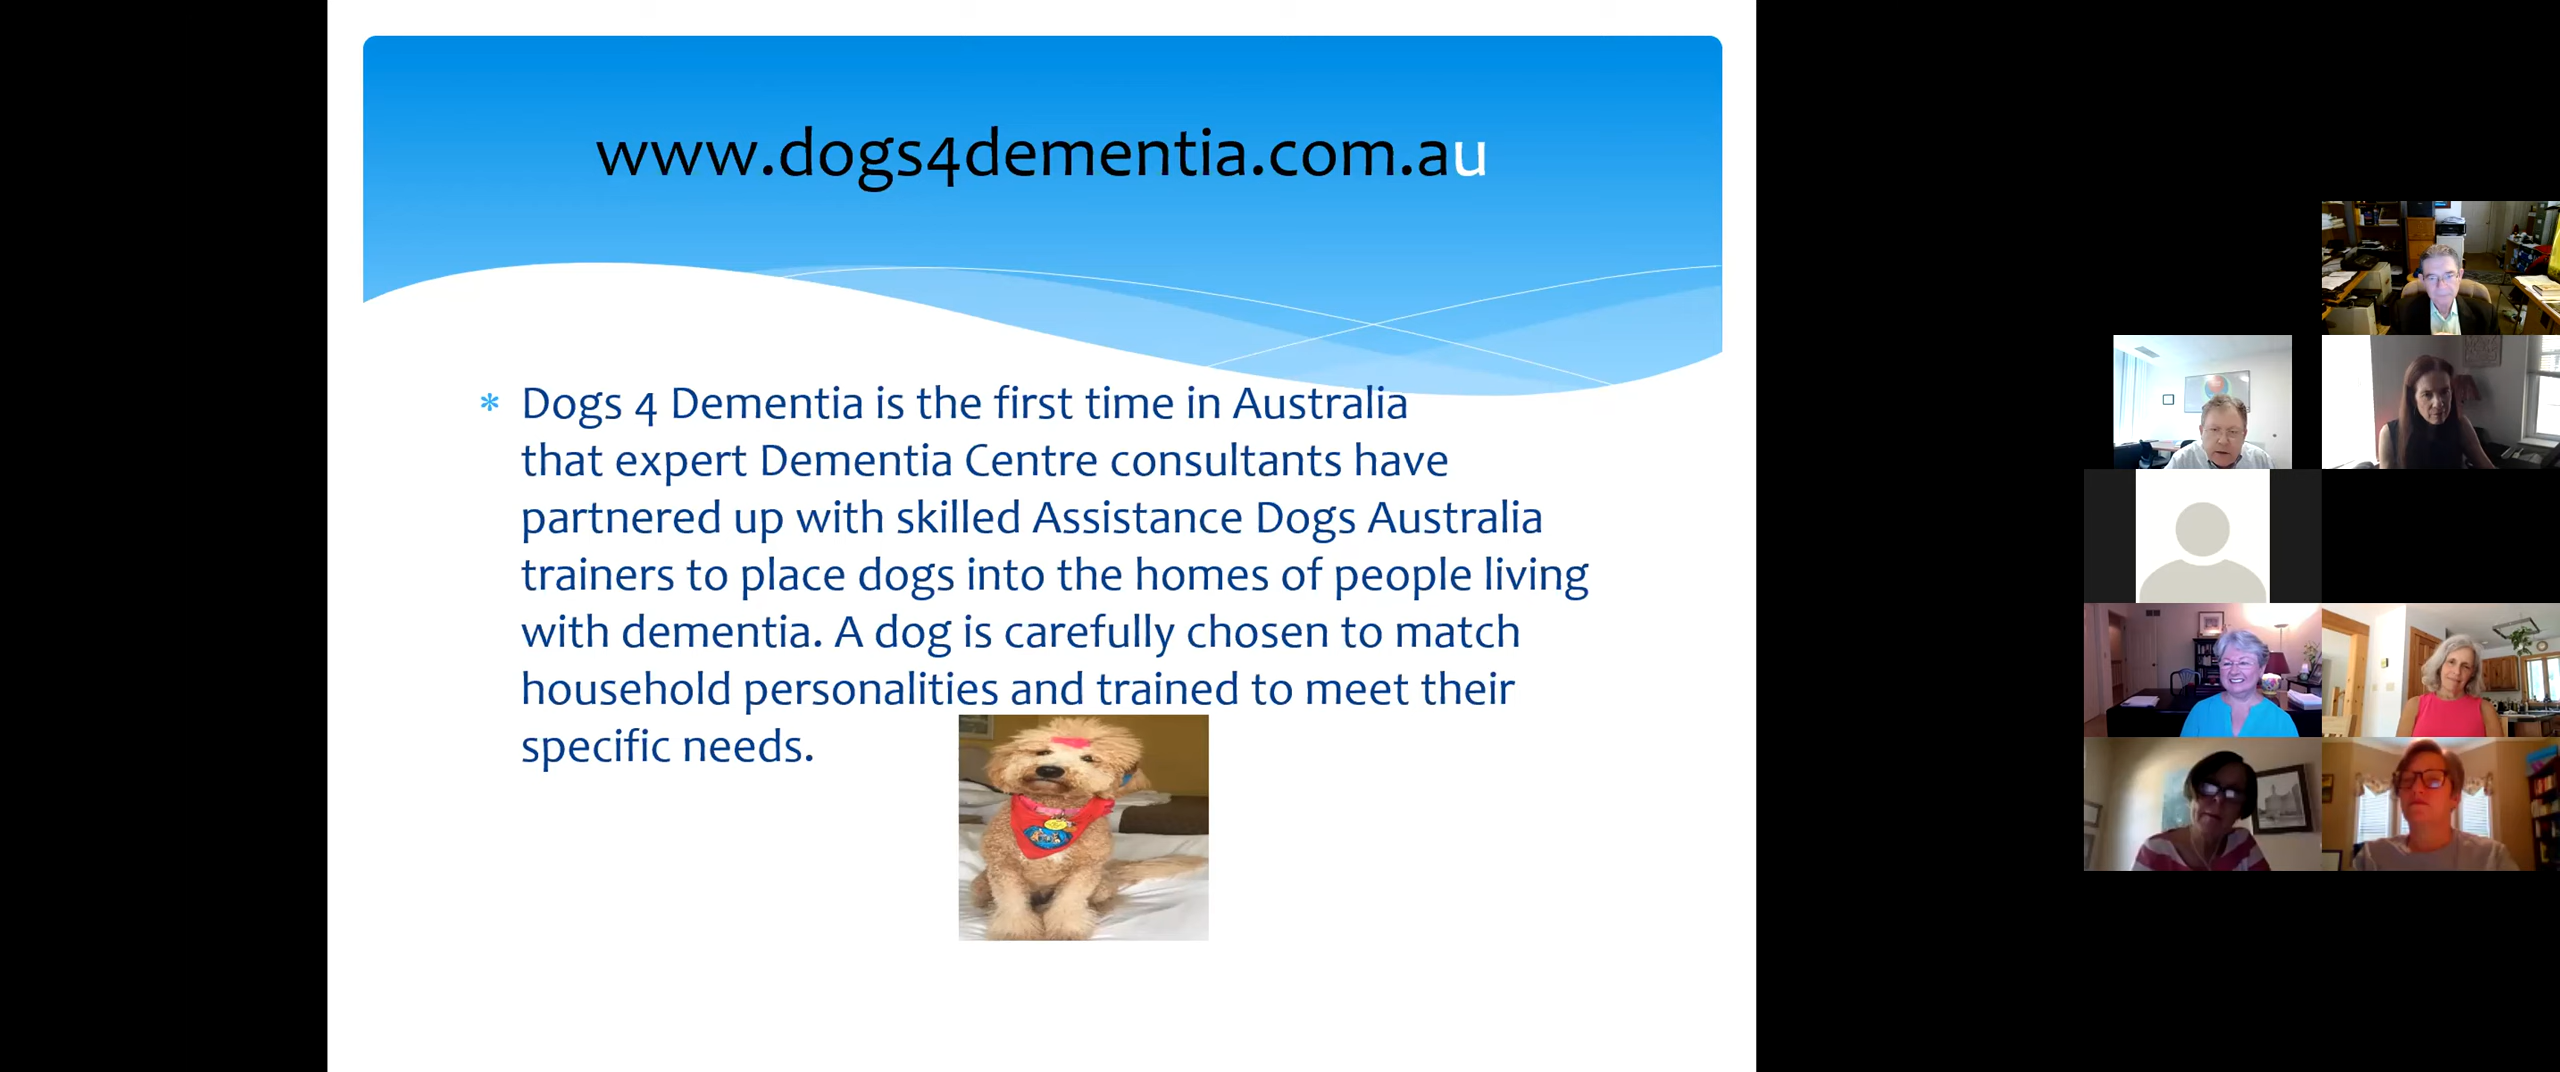 www.dogs4dementia.com.au
* Dogs 4 Dementia is the first time in Australia
that expert Dementia Centre consultants have
partnered up with skilled Assistance Dogs Australia
trainers to place dogs into the homes of people living
with dementia. A dog is carefully chosen to match
household personalities and trained to meet their
specific needs.